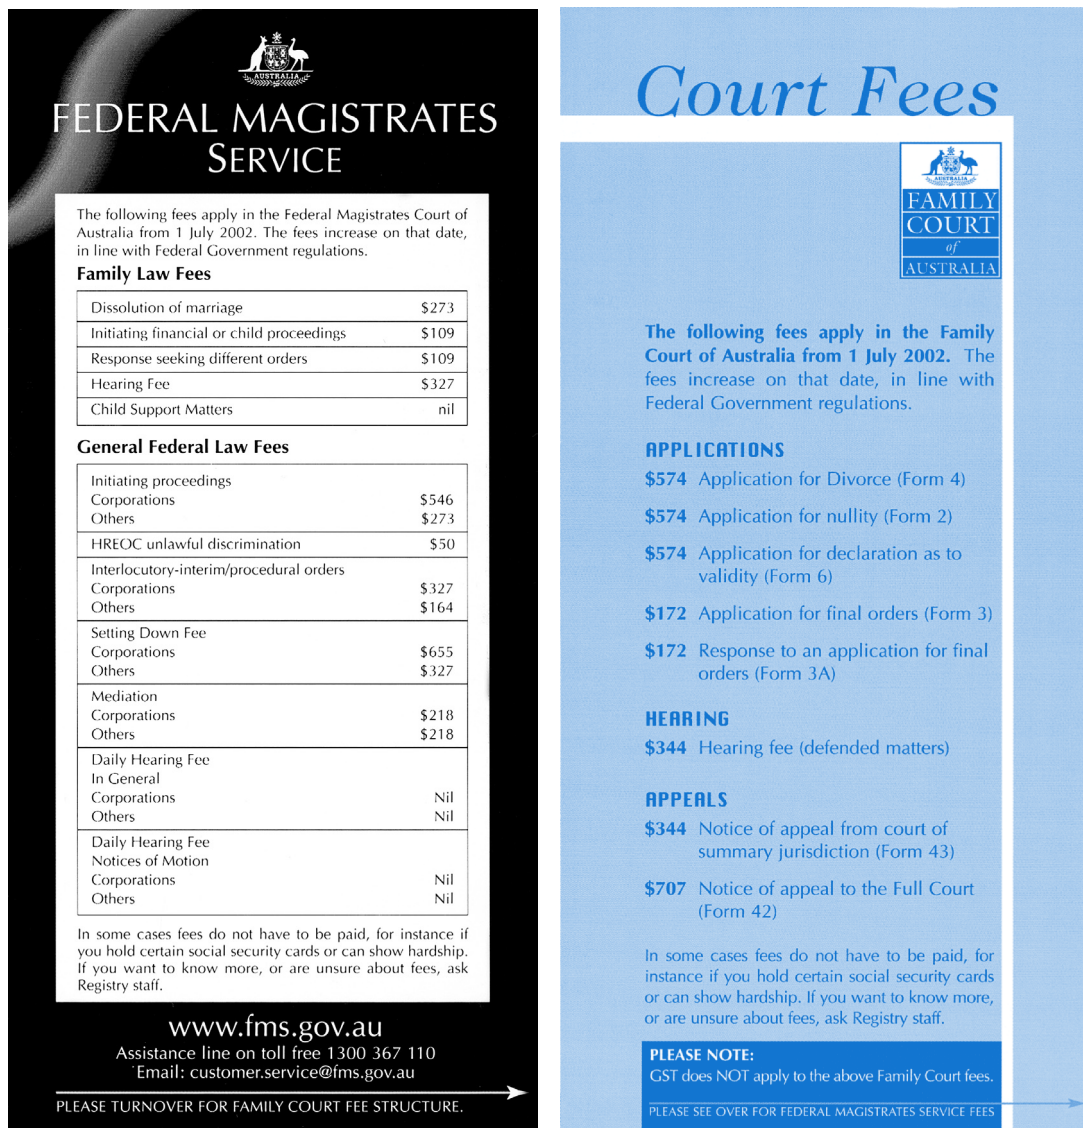 AUSTRALIA
FEDERAL MAGISTRATES
SERVICE
The following fees apply in the Federal Magistrates Court of
Australia from 1 July 2002. The fees increase on that date,
in line with Federal Government regulations.
Family Law Fees
Dissolution of marriage $273
Initiating financial or child proceedings $109
Response seeking different orders $109
Hearing Fee $327
Child Support Matters nil
General Federal Law Fees
Initiating proceedings
Corporations $546
Others $273
HREOC unlawful discrimination $50
Interlocutory-interim/procedural orders
Corporations $327
Others $164
Setting Down Fee
Corporations $655
Others $327
Mediation
Corporations $218
Others $218
Daily Hearing Fee
In General
Corporations Nil
Others Nil
Daily Hearing Fee
Notices of Motion
Corporations Nil
Others Nil
In some cases fees do not have to be paid, for instance if
you hold certain social security cards or can show hardship.
If you want to know more, or are unsure about fees, ask
Registry staff.
www.fms.gov.au
Assistance line on toll free 1300 367 110
Email: customer.service@fms.gov.au
PLEASE TURNOVER FOR FAMILY COURT FEE STRUCTURE.
Court Fees
AUSTRALIA
FAMILY
COURT
of
AUSTRALIA
The following fees apply in the Family
Court of Australia from 1 July 2002. The
fees increase on that date, in line with
Federal Government regulations.
APPLICATIONS
$574 Application for Divorce (Form 4)
$574 Application for nullity (Form 2)
$574 Application for declaration as to
validity (Form 6)
$172 Application for final orders (Form 3)
$172 Response to an application for final
orders (Form 3A)
HEARING
$344 Hearing fee (defended matters)
APPEALS
$344 Notice of appeal from court of
summary jurisdiction (Form 43)
$707 Notice of appeal to the Full Court
(Form 42)
In some cases fees do not have to be paid, for
instance if you hold certain social security cards
or can show hardship. If you want to know more,
or are unsure about fees, ask Registry staff.
PLEASE NOTE:
GST does NOT apply to the above Family Court fees.
PLEASE SEE OVER FOR FEDERAL MAGISTRATES SERVICE FEES